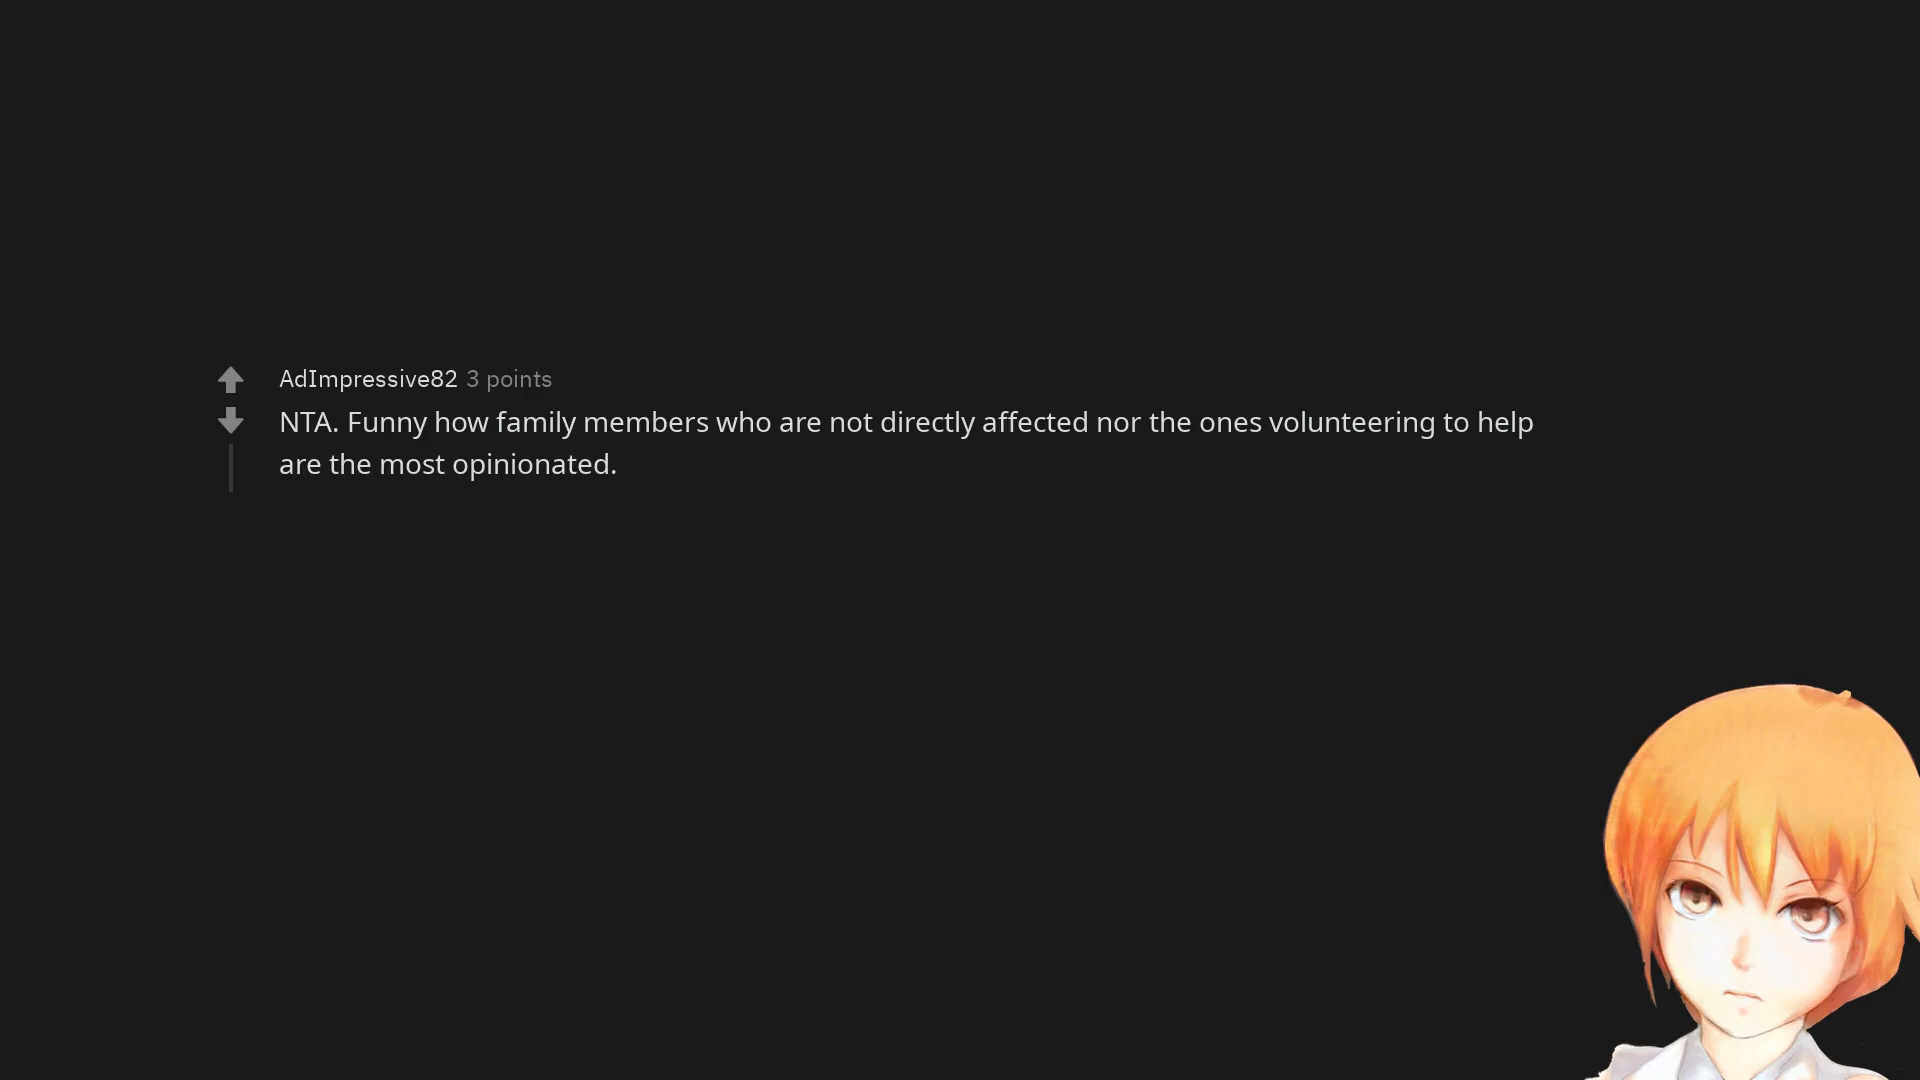 AdImpressive82 3 points
NTA. Funny how family members who are not directly affected nor the ones volunteering to help
are the most opinionated.